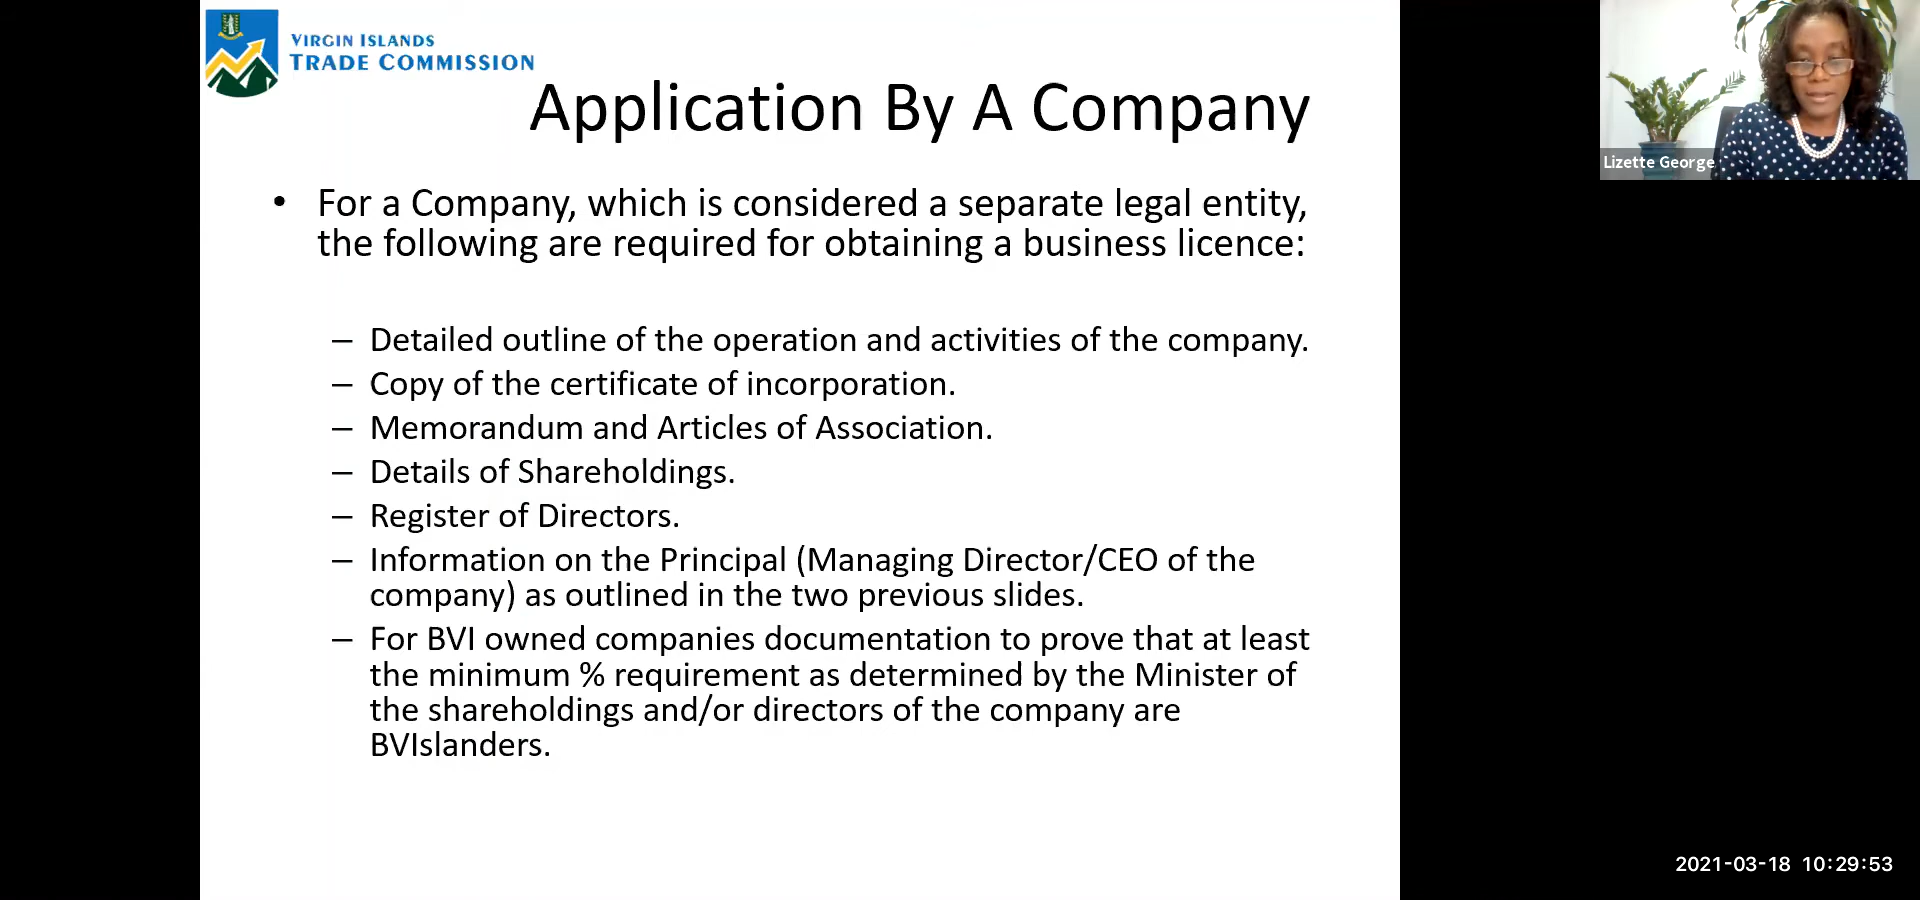 VIRGIN ISLANDS
TRADE COMMISSION
Application By A Company
• For a Company, which is considered a separate legal entity,
the following are required for obtaining a business licence:
– Detailed outline of the operation and activities of the company.
– Copy of the certificate of incorporation.
– Memorandum and Articles of Association.
– Details of Shareholdings.
– Register of Directors.
– Information on the Principal (Managing Director/CEO of the
company) as outlined in the two previous slides.
– For BVI owned companies documentation to prove that at least
the minimum % requirement as determined by the Minister of
the shareholdings and/or directors of the company are
BVIslanders.
Lizette George
2021-03-18 10:29:53